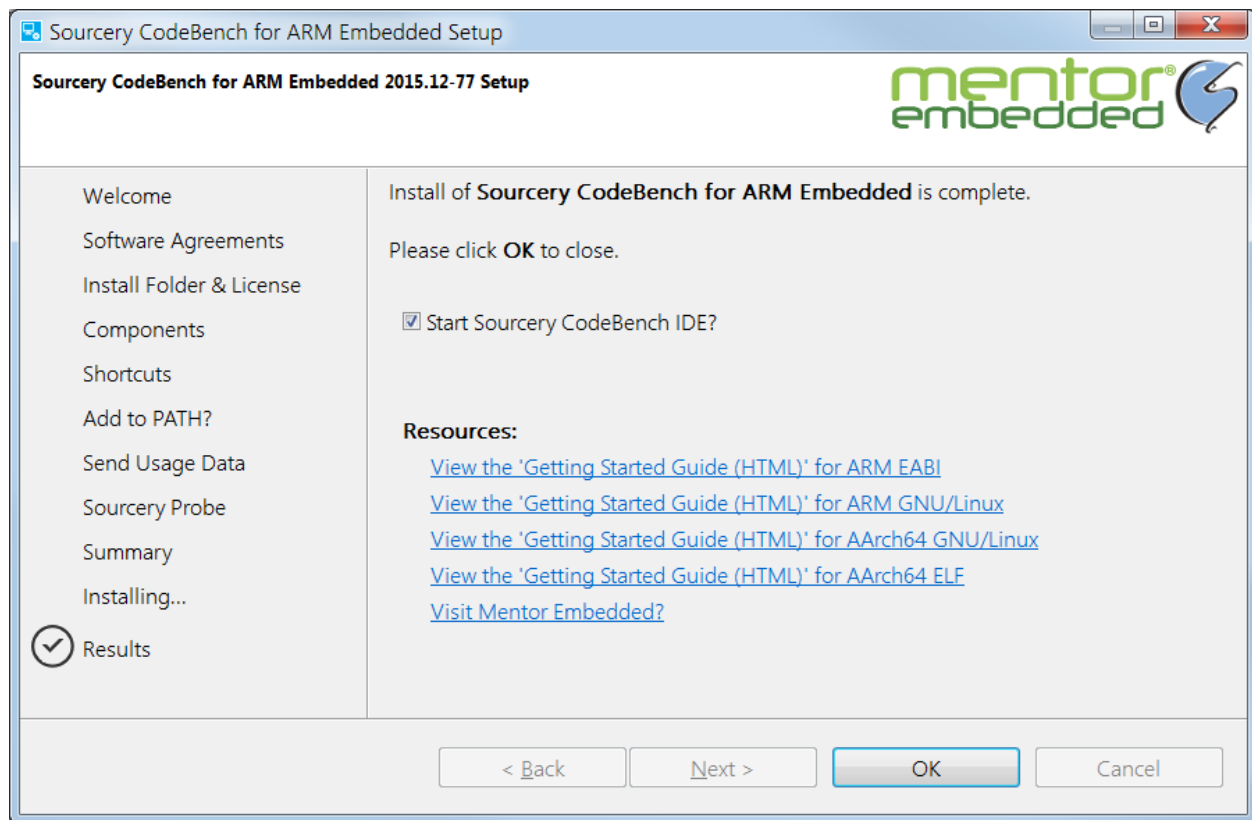 Sourcery CodeBench for ARM Embedded Setup
X
Sourcery CodeBench for ARM Embedded 2015.12-77 Setup
mentor®
embedded
Welcome
Software Agreements
Install Folder & License
Components
Shortcuts
Add to PATH?
Send Usage Data
Sourcery Probe
Summary
Installing...
Results
Install of Sourcery CodeBench for ARM Embedded is complete.
Please click OK to close.
Start Sourcery CodeBench IDE?
Resources:
View the 'Getting Started Guide (HTML)' for ARM EABI
View the 'Getting Started Guide (HTML)' for ARM GNU/Linux
View the 'Getting Started Guide (HTML)' for AArch64 GNU/Linux
View the 'Getting Started Guide (HTML)' for AArch64 ELF
Visit Mentor Embedded?
< Back
Next >
OK
Cancel